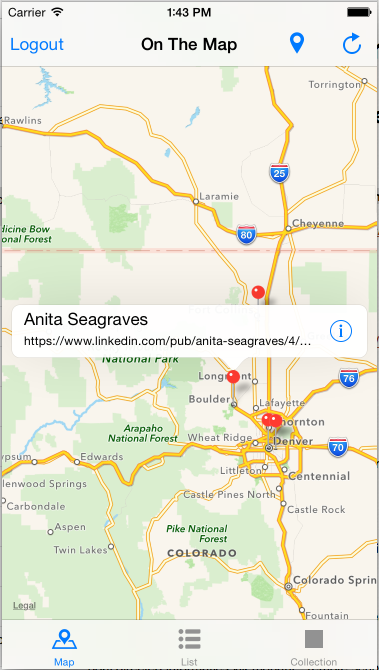 Carrier 1:43 PM
Logout On The Map
Torrington
Rawlins
25
Laramie
80
Cheyenne
dicine Bow
onal Forest
Anita Seagraves
https://www.linkedin.com/pub/anita-seagraves/4/...
National Park
Longmont
76
Boulder
Lafayette
Arapaho
National Forest
Thornton
Wheat Ridge
Denver
70
ypsum
Edwards
Littleton
Centennial
lenwood Springs
Castle Pines North
Carbondale
Castle Rock
Aspen
Pike National
Forest
Twin Lakes
COLORADO
Colorado Sprin
Legal
Fountain
Map List Collection